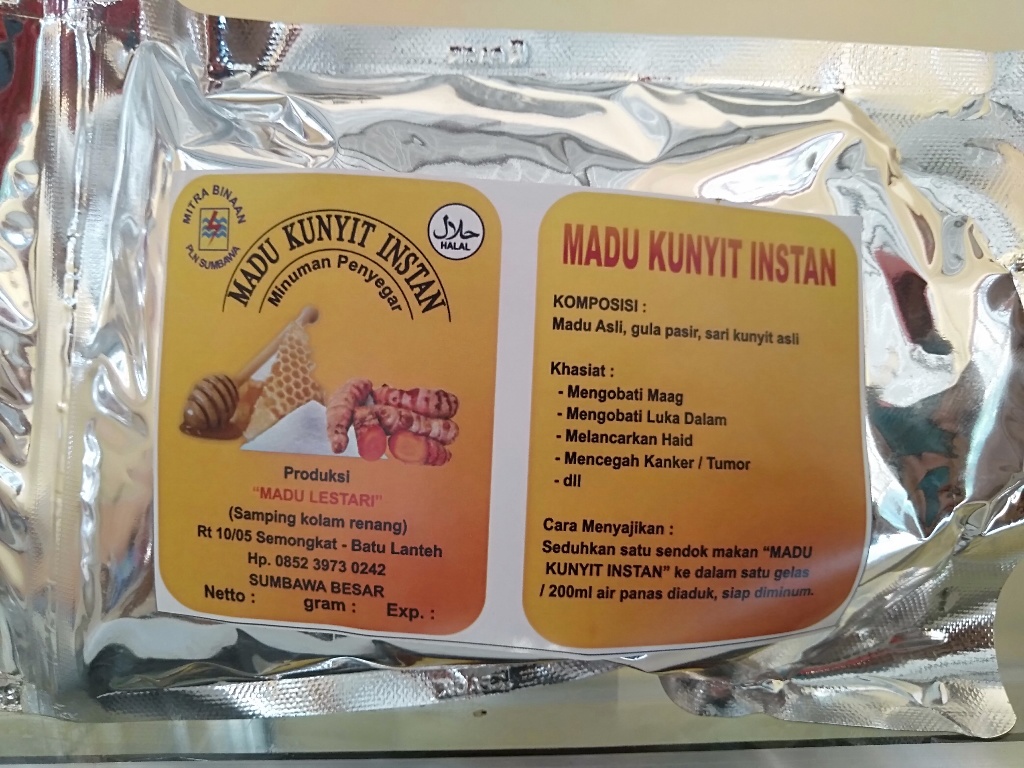 MITRA BINAAN
PLN SUMBAWA
حلال
HALAL
MADU KUNYIT INSTAN
Minuman Penyegar
Produksi
"MADU LESTARI"
(Samping kolam renang)
Rt 10/05 Semongkat - Batu Lanteh
Hp. 0852 3973 0242
SUMBAWA BESAR
Netto : gram : Exp. :
MADU KUNYIT INSTAN
KOMPOSISI :
Madu Asli, gula pasir, sari kunyit asli
Khasiat :
- Mengobati Maag
- Mengobati Luka Dalam
- Melancarkan Haid
- Mencegah Kanker / Tumor
- dll
Cara Menyajikan :
Seduhkan satu sendok makan "MADU
KUNYIT INSTAN" ke dalam satu gelas
/ 200ml air panas diaduk, siap diminum.